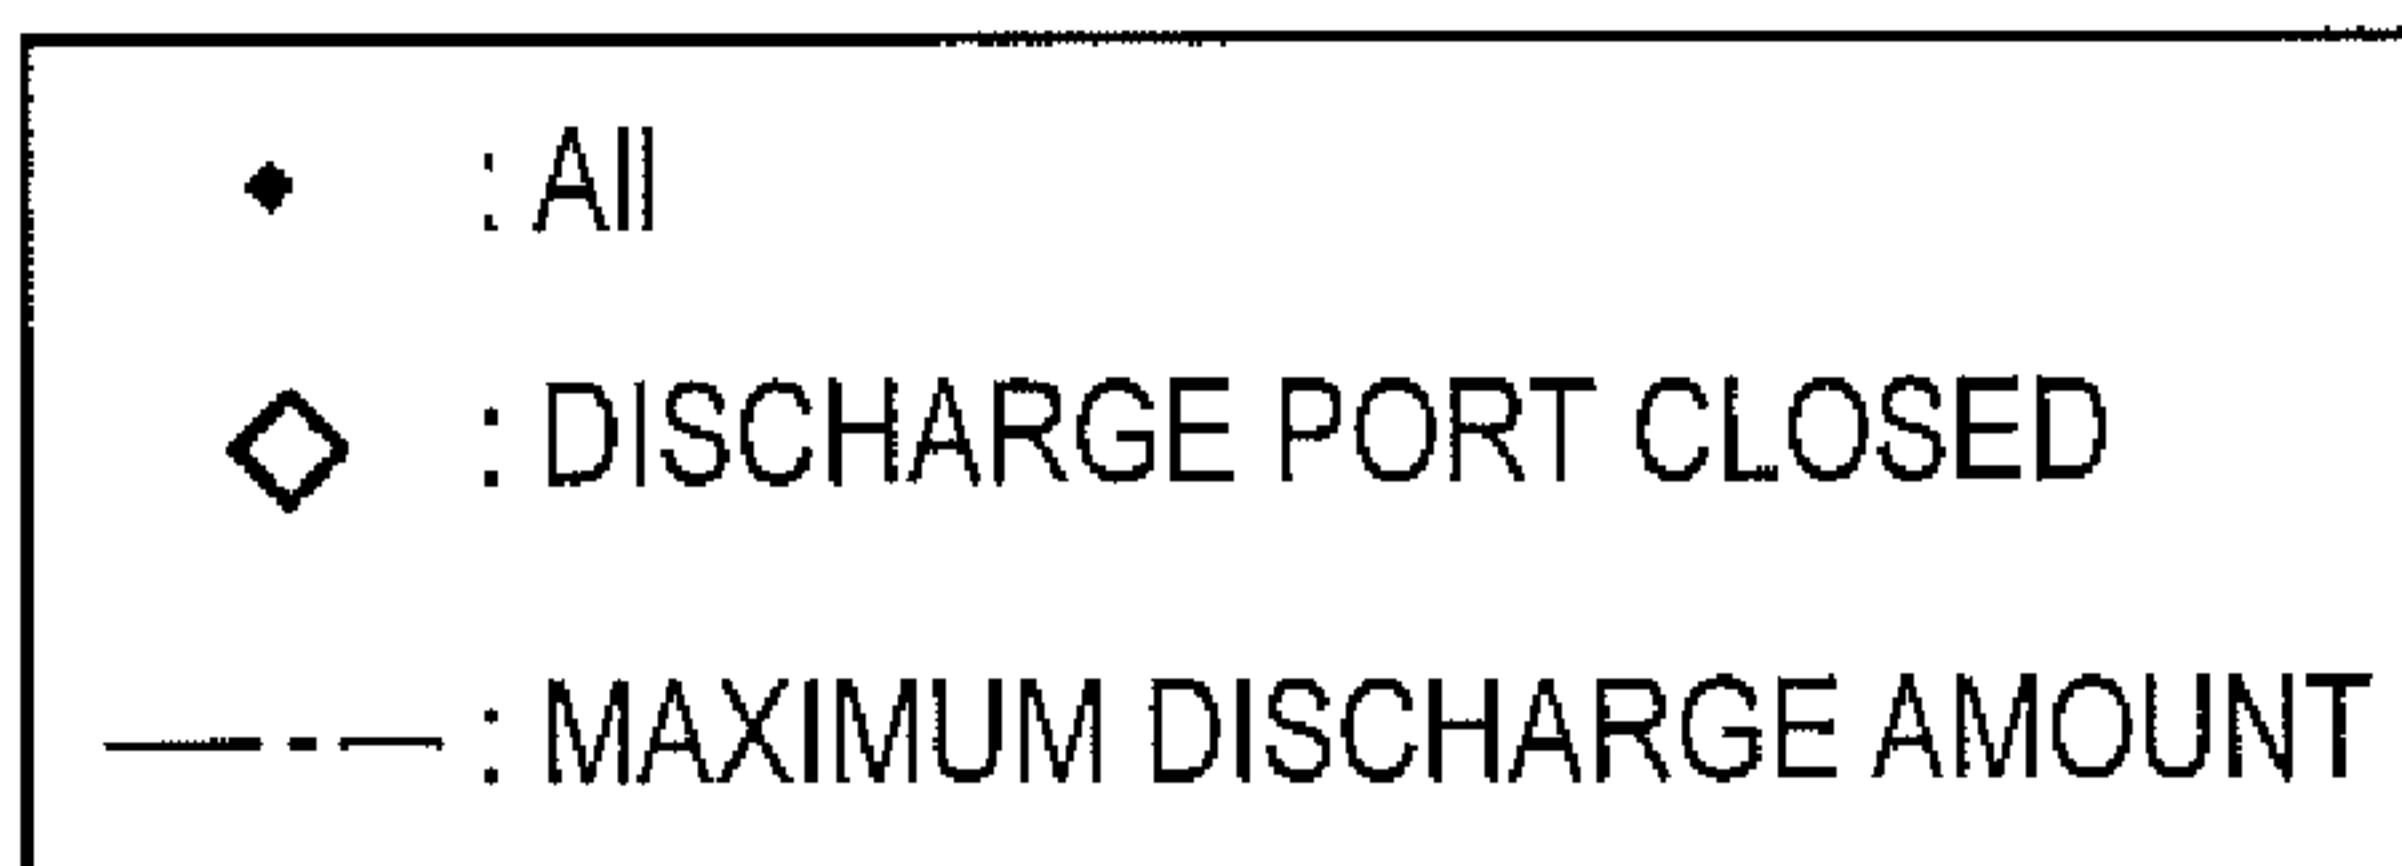 : All
: DISCHARGE PORT CLOSED
: MAXIMUM DISCHARGE AMOUNT